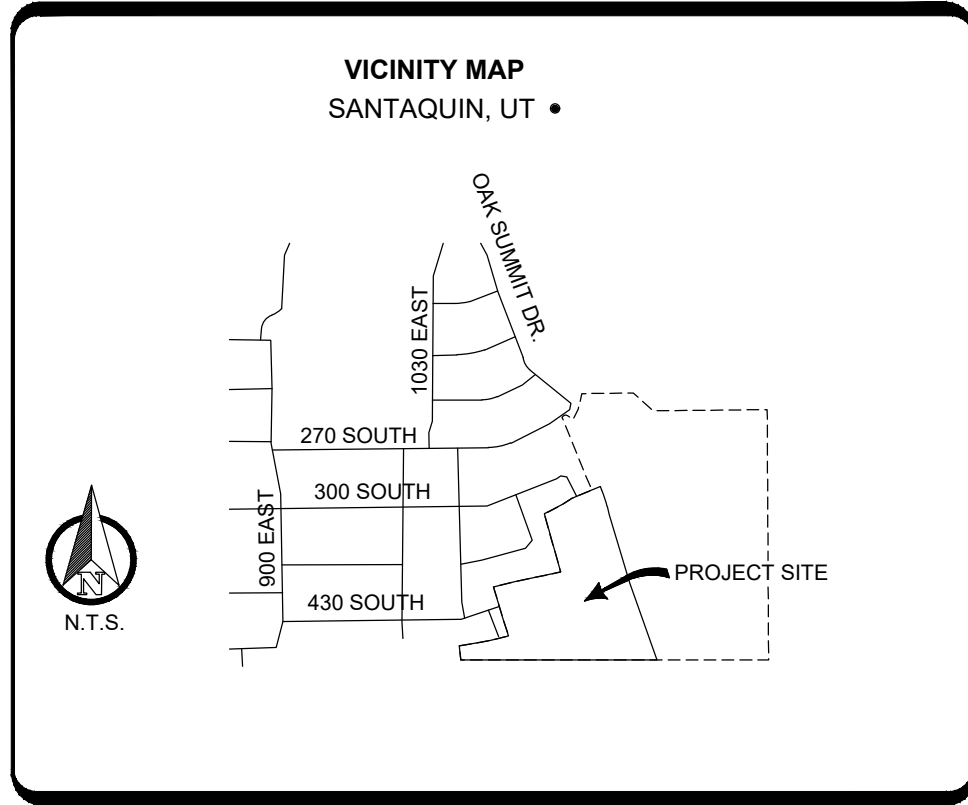 VICINITY MAP
SANTAQUIN, UT •
OAK SUMMIT DR.
1030 EAST
270 SOUTH
300 SOUTH
900 EAST
430 SOUTH
PROJECT SITE
N
N.T.S.